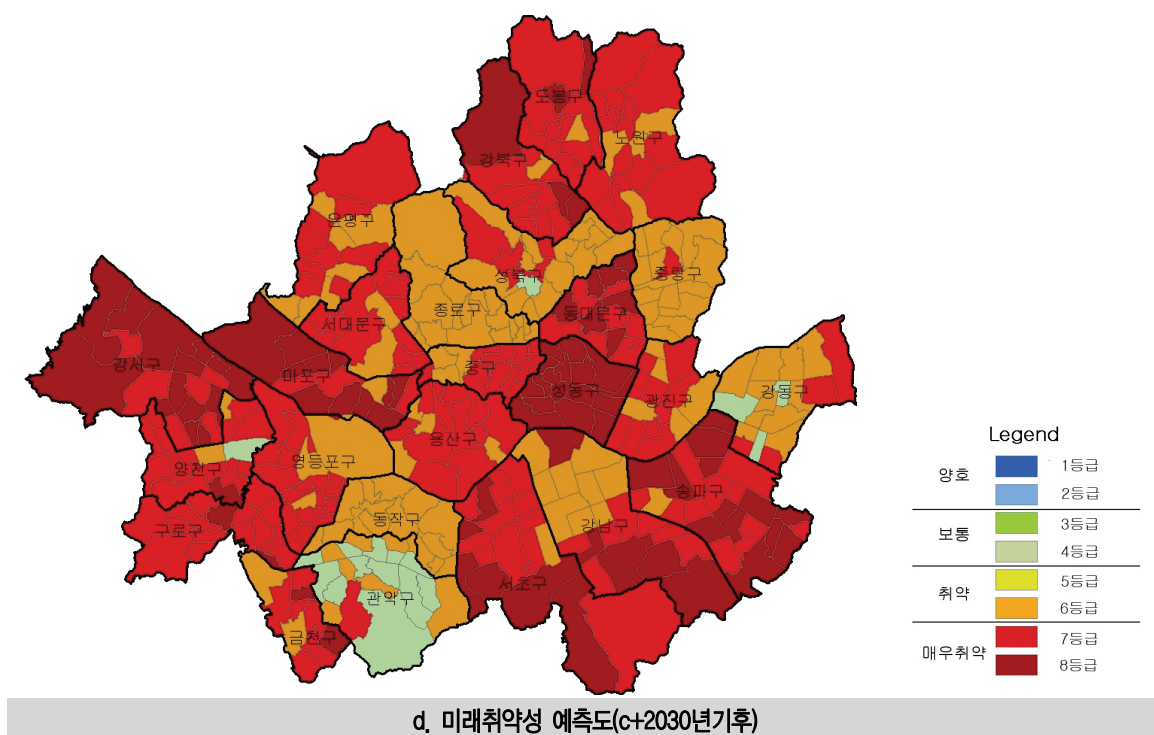 도봉구
노원구
강북구
은평구
성북구
중랑구
종로구
동대문구
서대문구
강서구
마포구
중구
성동구
광진구
강동구
용산구
양천구
영등포구
송파구
구로구
동작구
강남구
서초구
관악구
금천구
Legend
양호
1등급
2등급
보통
3등급
4등급
취약
5등급
6등급
매우취약
7등급
8등급
d. 미래취약성 예측도(c+2030년기후)